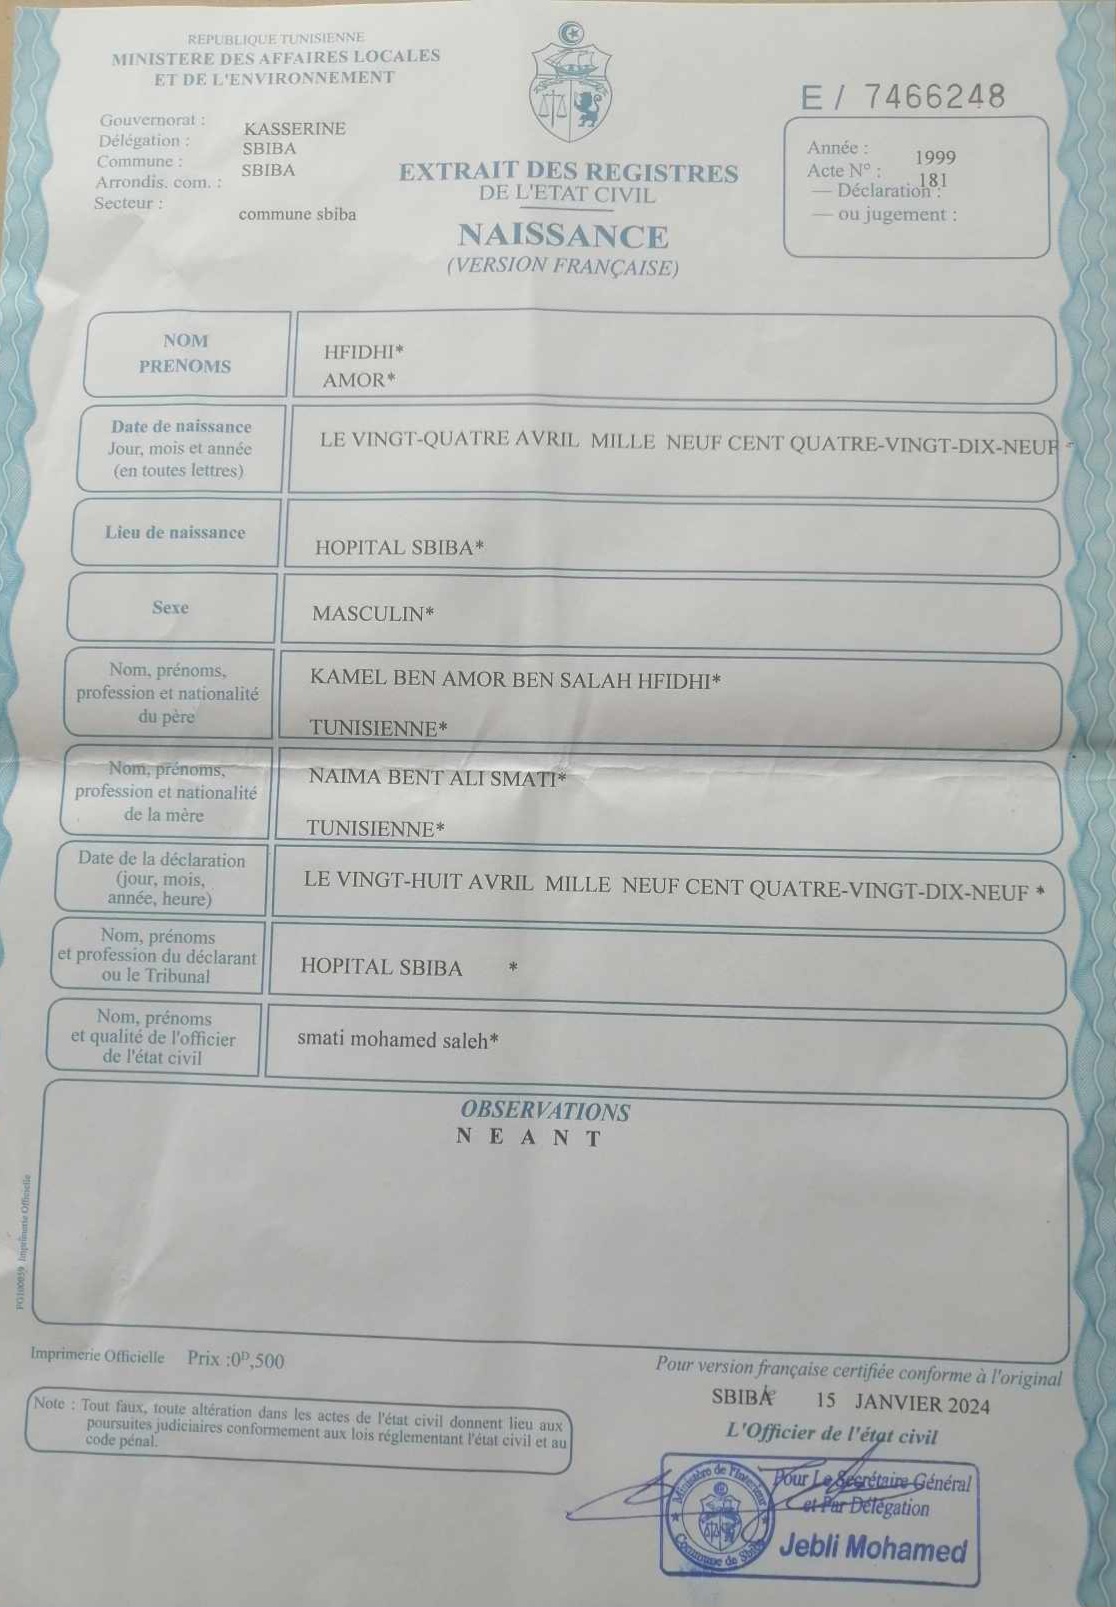 REPUBLIQUE TUNISIENNE
MINISTERE DES AFFAIRES LOCALES
ET DE L'ENVIRONNEMENT
Gouvernorat : KASSERINE
Délégation : SBIBA
Commune : SBIBA
Arrondis. com. :
Secteur : commune sbiba
EXTRAIT DES REGISTRES
DE L'ETAT CIVIL
NAISSANCE
(VERSION FRANÇAISE)
E / 7466248
Année : 1999
Acte N° : 181
— Déclaration :
— ou jugement :
NOM HFIDHI*
PRENOMS AMOR*
Date de naissance
Jour, mois et année
(en toutes lettres)
LE VINGT-QUATRE AVRIL MILLE NEUF CENT QUATRE-VINGT-DIX-NEUF -
Lieu de naissance
HOPITAL SBIBA*
Sexe
MASCULIN*
Nom, prénoms,
profession et nationalité
du père
KAMEL BEN AMOR BEN SALAH HFIDHI*
TUNISIENNE*
Nom, prénoms,
profession et nationalité
de la mère
NAIMA BENT ALI SMATI*
TUNISIENNE*
Date de la déclaration
(jour, mois,
année, heure)
LE VINGT-HUIT AVRIL MILLE NEUF CENT QUATRE-VINGT-DIX-NEUF *
Nom, prénoms
et profession du déclarant
ou le Tribunal
HOPITAL SBIBA *
Nom, prénoms
et qualité de l'officier
de l'état civil
smati mohamed saleh*
OBSERVATIONS
N E A N T
PG100039 Imprimerie Officielle
Imprimerie Officielle Prix :0ᴰ,500
Note : Tout faux, toute altération dans les actes de l'état civil donnent lieu aux
poursuites judiciaires conformement aux lois réglementant l'état civil et au
code pénal.
Pour version française certifiée conforme à l'original
SBIBA le 15 JANVIER 2024
L'Officier de l'état civil
Ministère de l'Interieur
Commune de Sbiba
Pour Le Secrétaire Général
et Par Délégation
Jebli Mohamed